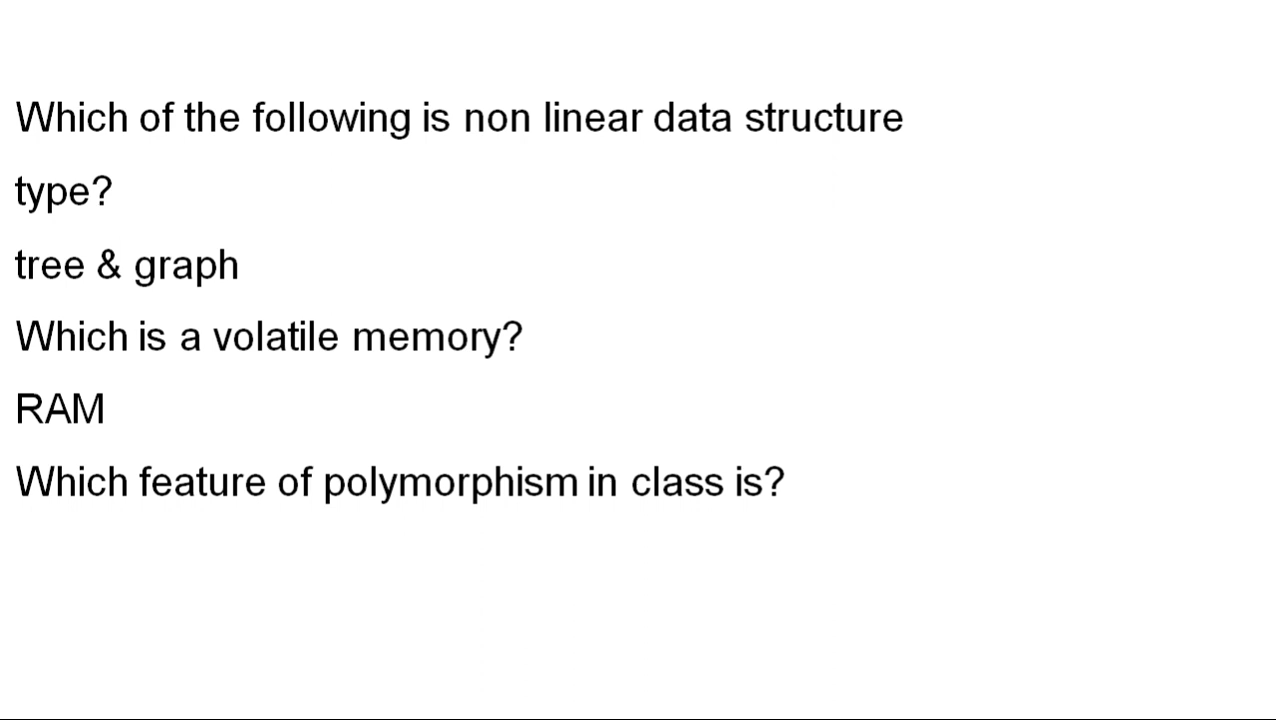 Which of the following is non linear data structure
type?
tree & graph
Which is a volatile memory?
RAM
Which feature of polymorphism in class is?